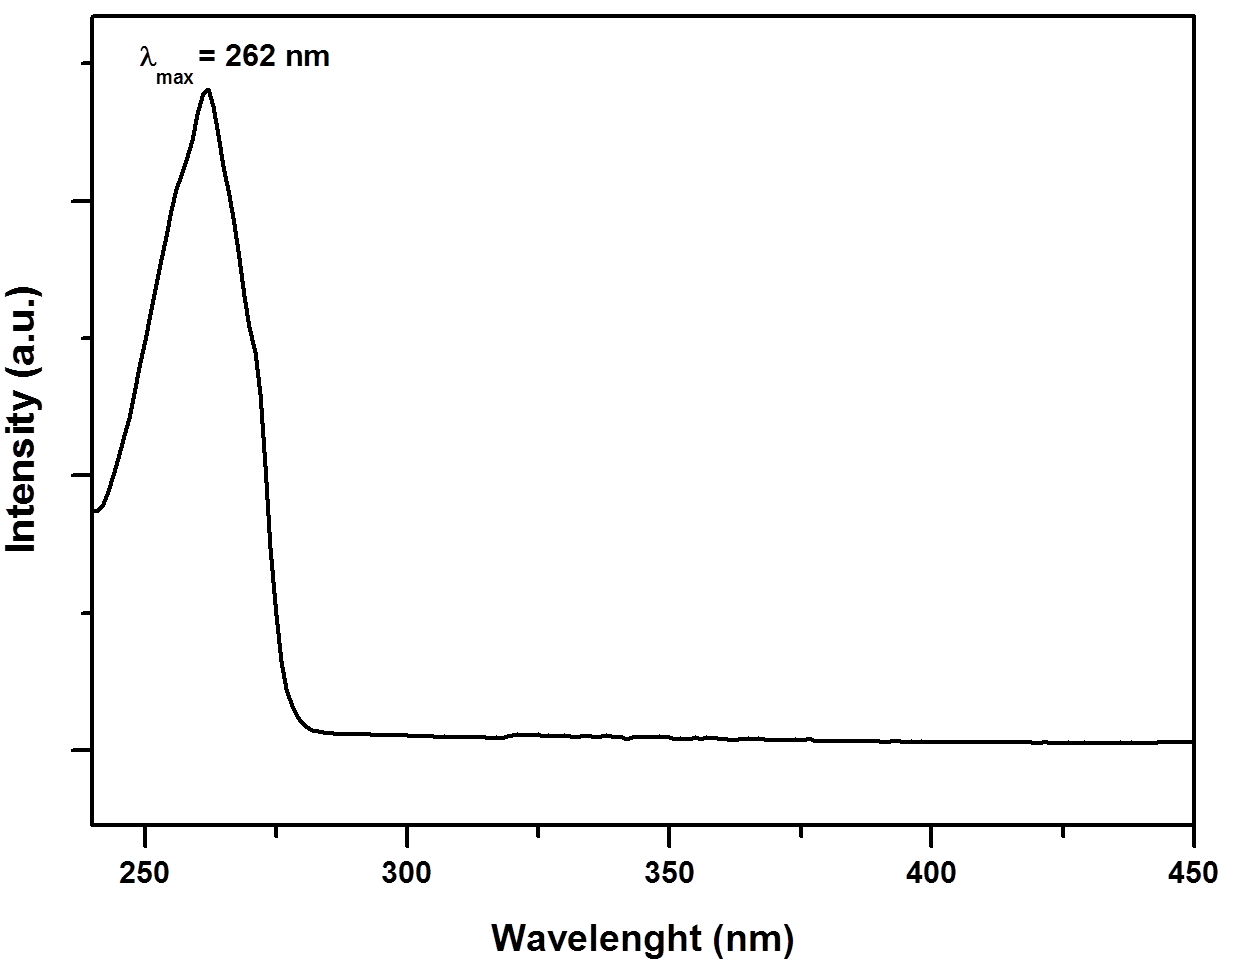 λmax = 262 nm
Intensity (a.u.)
250 300 350 400 450
Wavelenght (nm)